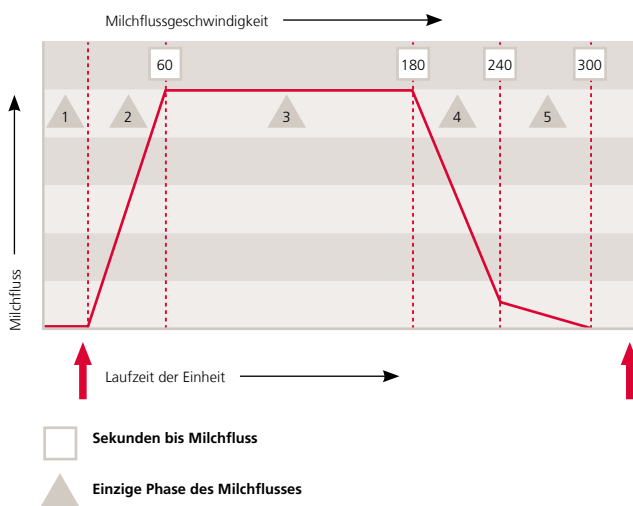 Milchflussgeschwindigkeit
60 180 240 300
1 2 3 4 5
Milchfluss
Laufzeit der Einheit
Sekunden bis Milchfluss
Einzige Phase des Milchflusses